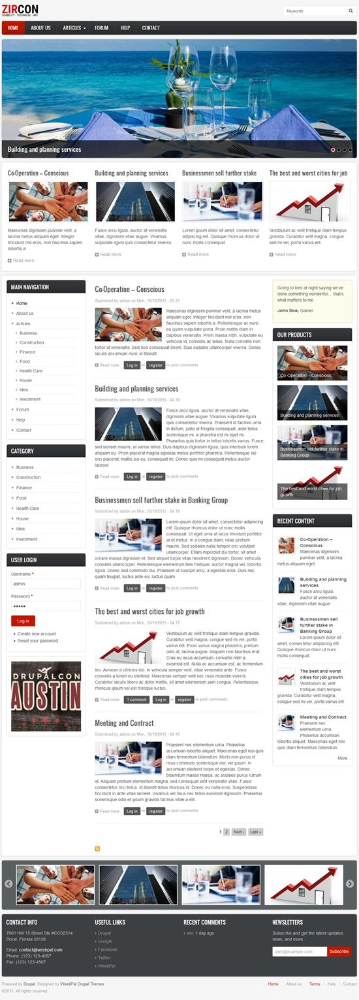 ZIRCON
USABILITY · TECHNICAL · ART
Keywords
HOME
ABOUT US
ARTICLES
FORUM
HELP
CONTACT
Building and planning services
Co-Operation – Conscious
Maecenas dignissim pulvinar velit, a
lacinia metus aliquam eget. Integer
tincidunt nisl eros, non faucibus sapien
lobortis a.
Read more
Building and planning services
Fusce arcu ligula, auctor at venenatis
vitae, dignissim vitae augue. Vivamus
vulputate ligula quis consectetur viverra.
Read more
Businessmen sell further stake
Lorem ipsum dolor sit amet, consectetur
adipiscing elit. Quisque rhoncus dolor ut
nunc mollis consequat.
Read more
The best and worst cities for job
Vestibulum ac velit tristique diam tempus
gravida. Curabitur velit magna, congue
sed mi vel, porta varius elit.
Read more
MAIN NAVIGATION
Home
About us
Articles
Business
Construction
Finance
Food
Health Care
House
Idea
Investment
Forum
Help
Contact
CATEGORY
Business
Construction
Finance
Food
Health Care
House
Idea
Investment
USER LOGIN
Username *
admin
Password *
•••••
Log in
Create new account
Reset your password
DRUPALCON
AUSTIN
Co-Operation – Conscious
Submitted by admin on Mon, 10/19/2015 - 05:21
Maecenas dignissim pulvinar velit, a lacinia metus
aliquam eget. Integer tincidunt nisl eros, non
faucibus sapien lobortis a. Pellentesque ac nunc
eu quam vulputate porta. Proin mattis diam in
dapibus venenatis. Proin massa nibh, vulputate eu
vehicula id, convallis ac tellus. Nulla convallis non
tortor id venenatis. Sed non consequat lorem. Duis sodales ullamcorper viverra. Donec
iaculis accumsan nunc id blandit.
Read more Log in or register to post comments
Building and planning services
Submitted by admin on Mon, 10/19/2015 - 04:19
Fusce arcu ligula, auctor at venenatis vitae,
dignissim vitae augue. Vivamus vulputate ligula
quis consectetur viverra. Praesent id facilisis urna.
In dictum, justo id fringilla consequat, ante tellus
scelerisque mi, a pharetra est mi eget mi.
Phasellus quis tortor in tellus lobortis varius. Fusce
sed laoreet mauris, ut varius tellus. Duis dapibus dignissim ligula, quis interdum lorem
aliquam eu. Proin placerat magna egestas metus porttitor pharetra. Pellentesque vel
orci placerat, mattis leo eu, consequat mi. Donec quis mi consequat metus auctor
laoreet.
Read more Log in or register to post comments
Businessmen sell further stake in Banking Group
Submitted by admin on Mon, 10/19/2015 - 04:18
Lorem ipsum dolor sit amet, consectetur adipiscing
elit. Quisque rhoncus dolor ut nunc mollis
consequat. Ut eget urna at lacus tincidunt porttitor
at et metus. In a congue diam, vitae pretium
mauris. Sed sodales nulla tempor orci volutpat
ullamcorper. Etiam imperdiet dui tortor, sit amet
ornare massa dignissim et. Sed aliquet turpis vitae hendrerit dignissim. Donec vehicula
convallis ullamcorper. Pellentesque elementum felis tristique, auctor magna vel, lobortis
ligula. Donec sed commodo dui. Praesent ut suscipit arcu, a egestas eros. Duis nec
quam feugiat, luctus ante eu, luctus quam.
Read more Log in or register to post comments
The best and worst cities for job growth
Submitted by admin on Mon, 10/19/2015 - 04:17
Vestibulum ac velit tristique diam tempus gravida.
Curabitur velit magna, congue sed mi vel, porta
varius elit. Proin varius magna pharetra, pretium
odio at, lacinia augue. Aliquam non faucibus erat.
Cras eu lacus accumsan, convallis nibh a,
euismod elit. Nulla ac accumsan est, ac fermentum
leo. Aenean a ultricies leo. In vehicula semper velit, vitae venenatis ante. Fusce
convallis a lorem eu eleifend. Maecenas semper velit nec risus molestie viverra.
Curabitur iaculis libero ac dolor mattis, sit amet elementum sem congue. Pellentesque
rhoncus ipsum vel est tristique luctus.
Read more 1 comment Log in or register to post comments
Meeting and Contract
Submitted by admin on Mon, 10/19/2015 - 04:16
Praesent nec elementum urna. Phasellus
accumsan lobortis aliquet. Maecenas eget nisi quis
diam fermentum bibendum. Morbi non purus id
risus commodo scelerisque nec vel ipsum. In
accumsan eleifend turpis et egestas. Donec
bibendum massa massa, ac sodales purus rutrum
id. Aliquam pretium elementum magna, sed consequat velit venenatis vitae. Fusce
consectetur orci tellus, id blandit tellus rhoncus id. Donec eu nulla eros. Suspendisse
tincidunt in ante vitae laoreet. Vivamus vel risus nec tellus euismod dignissim. Phasellus
scelerisque odio et ipsum gravida facilisis vitae a elit.
Read more Log in or register to post comments
1 2 Next › Last »
Going to bed at night saying we've
done something wonderful... that's
what matters to me.
John Doe, Gamer
OUR PRODUCTS
Co-Operation – Conscious
Building and planning services
Businessmen sell further stake in
Banking Group
The best and worst cities for job
growth
RECENT CONTENT
Co-Operation –
Conscious
Maecenas dignissim
pulvinar velit, a lacinia
metus aliquam eget.
Building and planning
services
Fusce arcu ligula,
auctor at venenatis
vitae, dignissim vitae augue.
Businessmen sell
further stake in
Banking Group
Lorem ipsum dolor sit
amet, consectetur adipiscing elit.
Quisque rhoncus dolor ut nunc mollis
consequat.
The best and worst
cities for job growth
Vestibulum ac velit
tristique diam tempus
gravida. Curabitur velit magna,
congue sed mi vel, porta varius elit.
Meeting and Contract
Praesent nec
elementum urna.
Phasellus accumsan
lobortis aliquet. Maecenas eget nisi
quis diam fermentum bibendum.
More
CONTACT INFO
7801 NW 15 Street Ste #CO32314
Doral, Florida 33126
Email: contact@weebpal.com
Phone: (123) 123-4567
Fax: (123) 123-4567
USEFUL LINKS
Drupal
Google
Facebook
Twitter
WeebPal
RECENT COMMENTS
abc 1 day ago
NEWSLETTERS
Subscribe and get the latest updates,
news, and more...
user@example.com
Subscribe
Powered by Drupal. Designed by WeebPal Drupal Themes
©2015. All rights reserved
Home About us Terms Help Contact